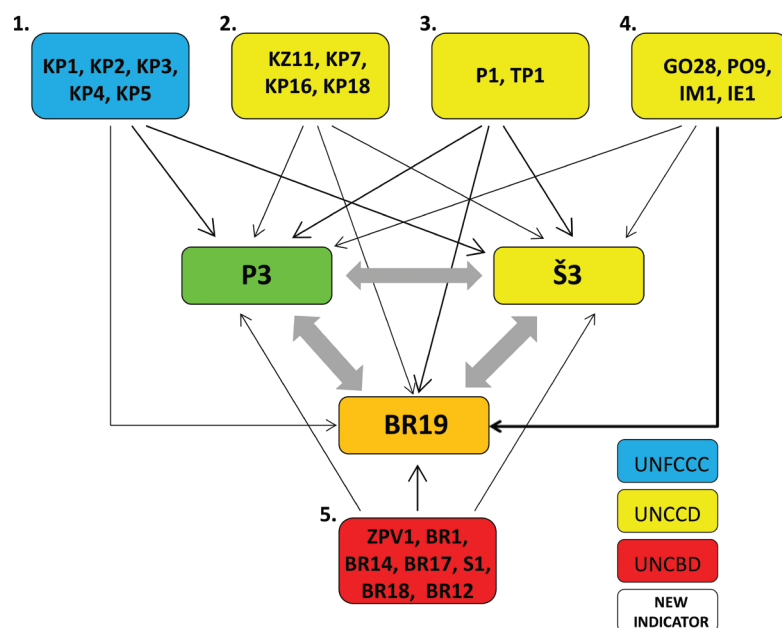 1.
KP1, KP2, KP3,
KP4, KP5
2.
KZ11, KP7,
KP16, KP18
3.
P1, TP1
4.
GO28, PO9,
IM1, IE1
P3
Š3
BR19
5.
ZPV1, BR1,
BR14, BR17, S1,
BR18, BR12
UNFCCC
UNCCD
UNCBD
NEW
INDICATOR